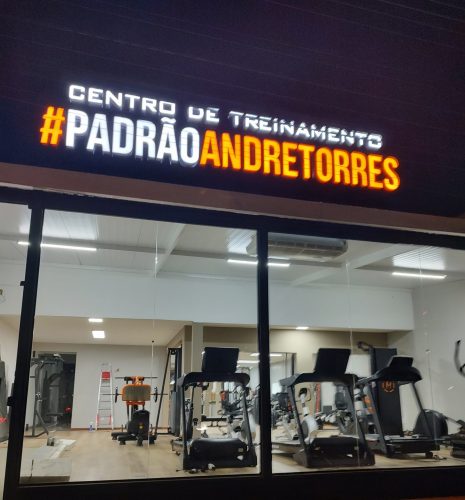 CENTRO DE TREINAMENTO
#PADRÃOANDRETORRES